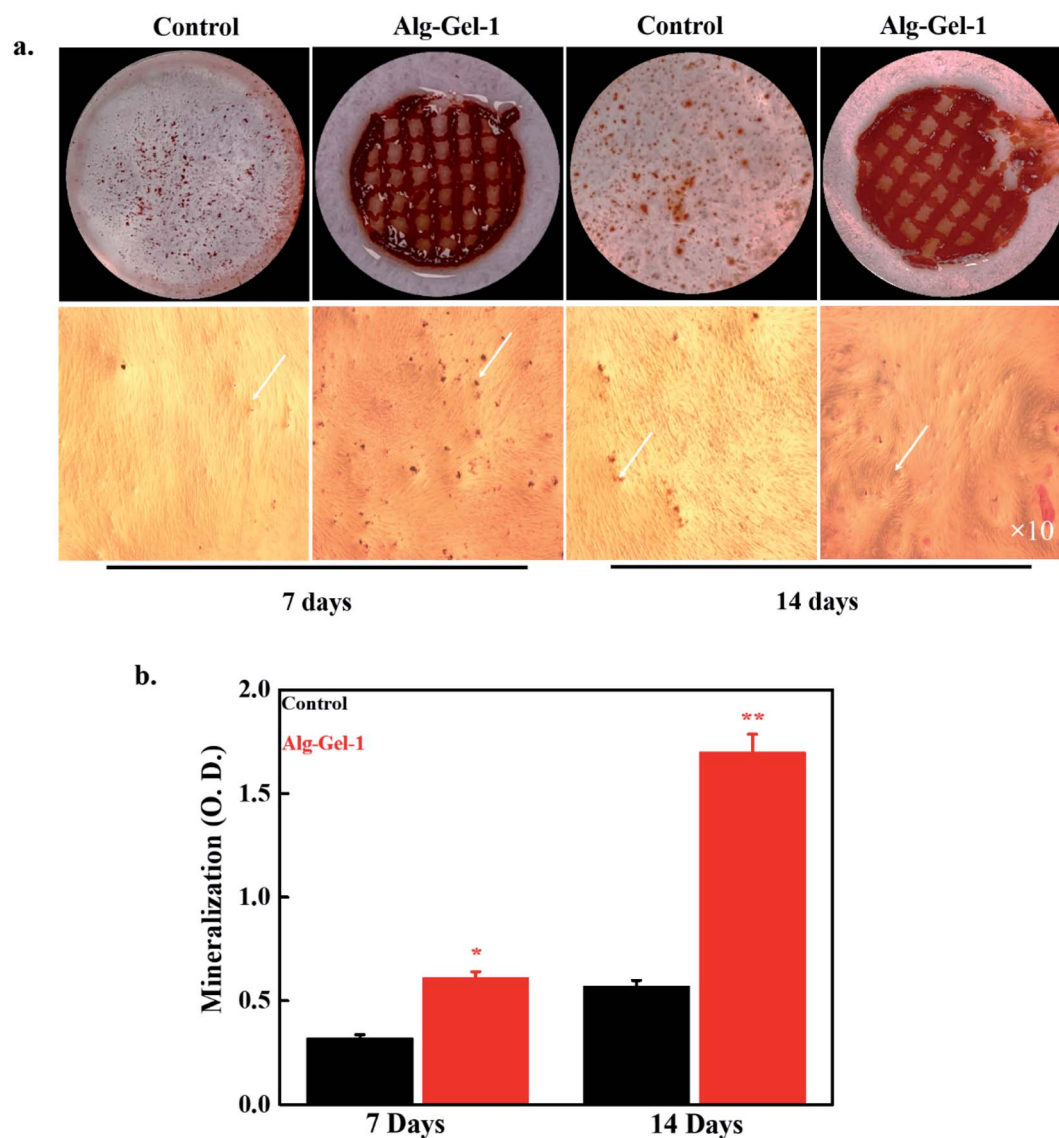 a.
Control Alg-Gel-1 Control Alg-Gel-1
×10
7 days 14 days
b.
2.0
Control
Alg-Gel-1
1.5
1.0
0.5
0.0
Mineralization (O. D.)
*
**
7 Days 14 Days